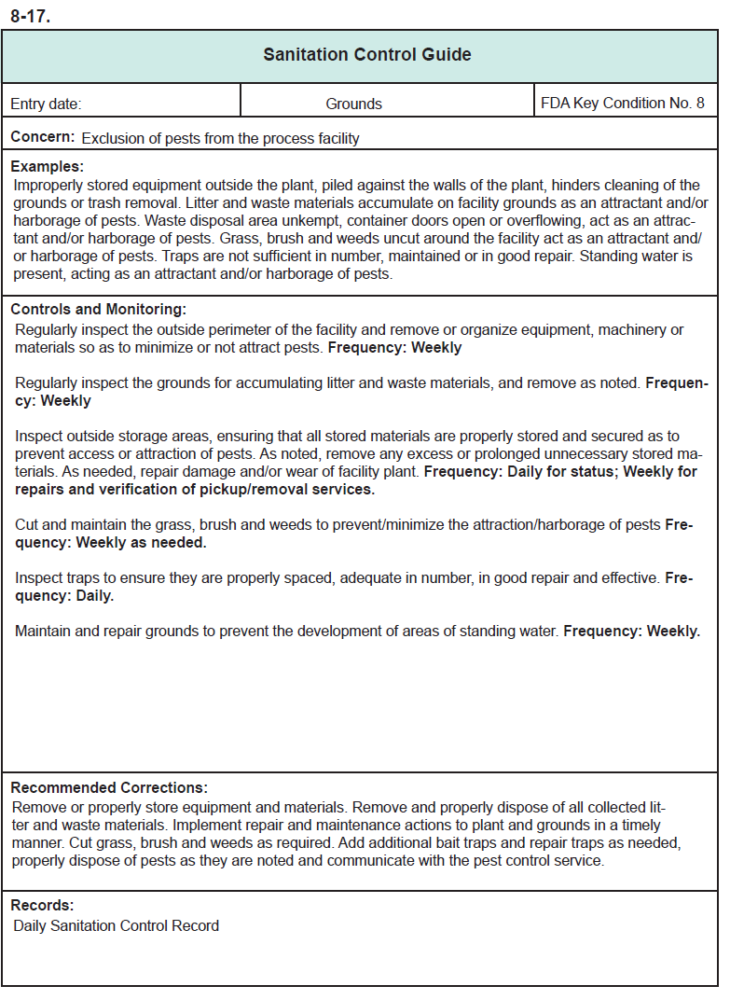 8-17.
Sanitation Control Guide
Entry date:
Grounds
FDA Key Condition No. 8
Concern: Exclusion of pests from the process facility
Examples:
Improperly stored equipment outside the plant, piled against the walls of the plant, hinders cleaning of the
grounds or trash removal. Litter and waste materials accumulate on facility grounds as an attractant and/or
harborage of pests. Waste disposal area unkempt, container doors open or overflowing, act as an attrac-
tant and/or harborage of pests. Grass, brush and weeds uncut around the facility act as an attractant and/
or harborage of pests. Traps are not sufficient in number, maintained or in good repair. Standing water is
present, acting as an attractant and/or harborage of pests.
Controls and Monitoring:
Regularly inspect the outside perimeter of the facility and remove or organize equipment, machinery or
materials so as to minimize or not attract pests. Frequency: Weekly
Regularly inspect the grounds for accumulating litter and waste materials, and remove as noted. Frequen-
cy: Weekly
Inspect outside storage areas, ensuring that all stored materials are properly stored and secured as to
prevent access or attraction of pests. As noted, remove any excess or prolonged unnecessary stored ma-
terials. As needed, repair damage and/or wear of facility plant. Frequency: Daily for status; Weekly for
repairs and verification of pickup/removal services.
Cut and maintain the grass, brush and weeds to prevent/minimize the attraction/harborage of pests Fre-
quency: Weekly as needed.
Inspect traps to ensure they are properly spaced, adequate in number, in good repair and effective. Fre-
quency: Daily.
Maintain and repair grounds to prevent the development of areas of standing water. Frequency: Weekly.
Recommended Corrections:
Remove or properly store equipment and materials. Remove and properly dispose of all collected lit-
ter and waste materials. Implement repair and maintenance actions to plant and grounds in a timely
manner. Cut grass, brush and weeds as required. Add additional bait traps and repair traps as needed,
properly dispose of pests as they are noted and communicate with the pest control service.
Records:
Daily Sanitation Control Record